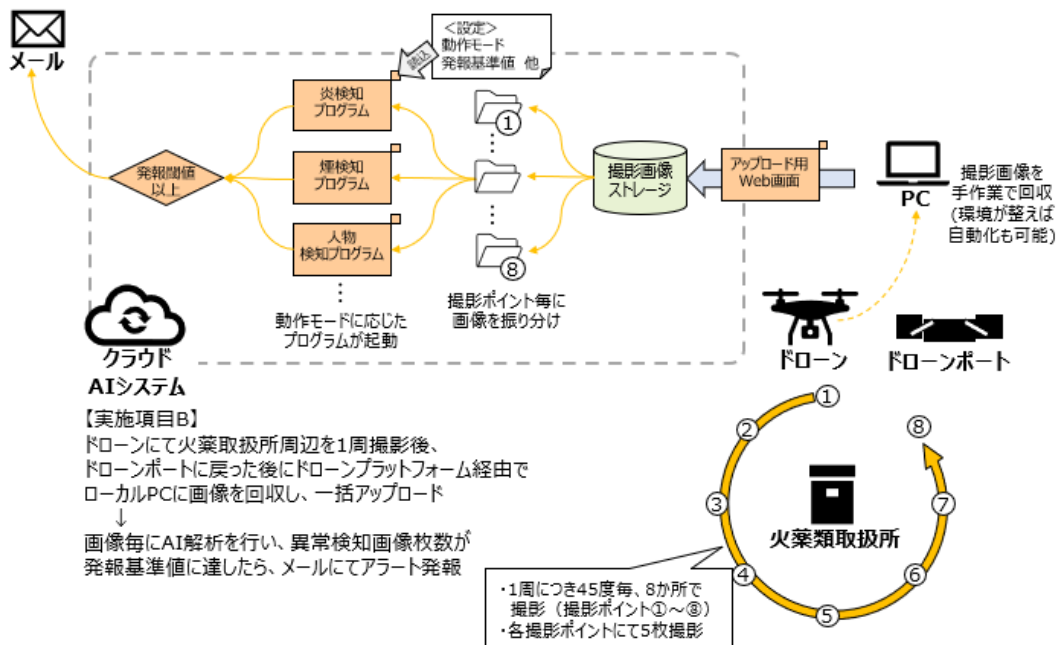 メール
<設定>
動作モード
発報基準値 他
読込
炎検知
プログラム
煙検知
プログラム
人物
検知プログラム
発報閾値
以上
①
⑧
撮影画像
ストレージ
アップロード用
Web画面
PC
撮影画像を
手作業で回収
(環境が整えば
自動化も可能)
動作モードに応じた
プログラムが起動
撮影ポイント毎に
画像を振り分け
クラウド
AIシステム
ドローン
ドローンポート
【実施項目B】
ドローンにて火薬取扱所周辺を1周撮影後、
ドローンポートに戻った後にドローンプラットフォーム経由で
ローカルPCに画像を回収し、一括アップロード
↓
画像毎にAI解析を行い、異常検知画像枚数が
発報基準値に達したら、メールにてアラート発報
①
②
③
④
⑤
⑥
⑦
⑧
火薬類取扱所
・1周につき45度毎、8か所で
撮影（撮影ポイント①～⑧）
・各撮影ポイントにて5枚撮影